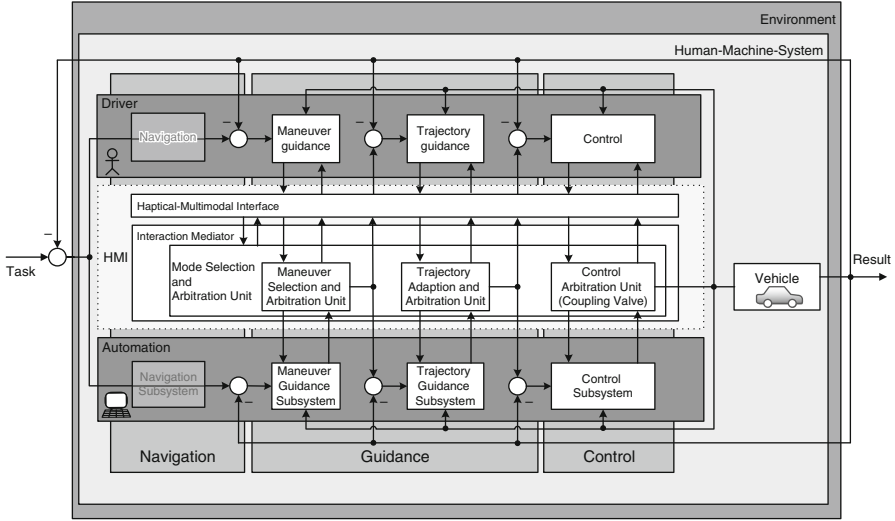 Environment
Human-Machine-System
Driver
Navigation
–
Maneuver
guidance
–
Trajectory
guidance
–
Control
Haptical-Multimodal Interface
–
Task
HMI
Interaction Mediator
Mode Selection
and
Arbitration Unit
Maneuver
Selection and
Arbitration Unit
Trajectory
Adaption and
Arbitration Unit
Control
Arbitration Unit
(Coupling Valve)
Vehicle
Result
Automation
Navigation
Subsystem
–
Maneuver
Guidance
Subsystem
–
Trajectory
Guidance
Subsystem
–
Control
Subsystem
Navigation
Guidance
Control